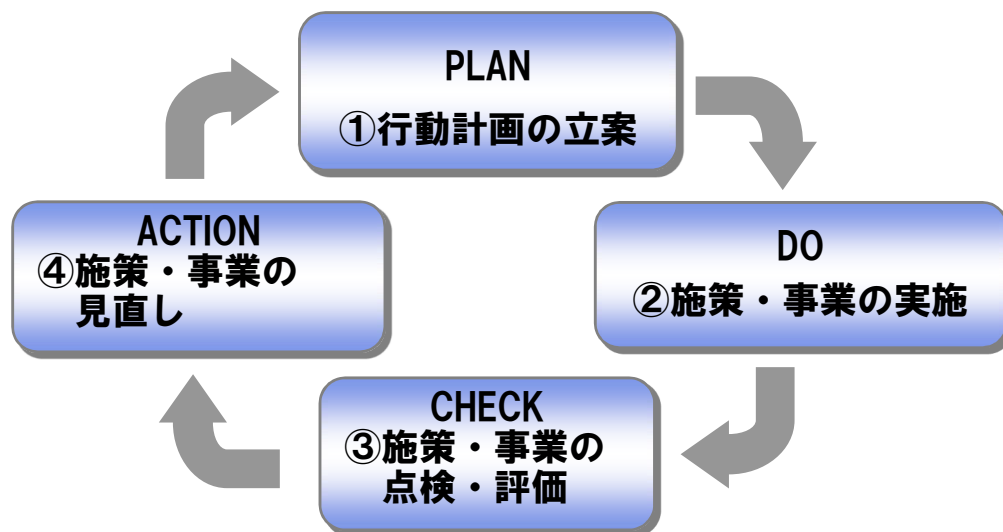 PLAN
①行動計画の立案
DO
②施策・事業の実施
CHECK
③施策・事業の
点検・評価
ACTION
④施策・事業の
見直し